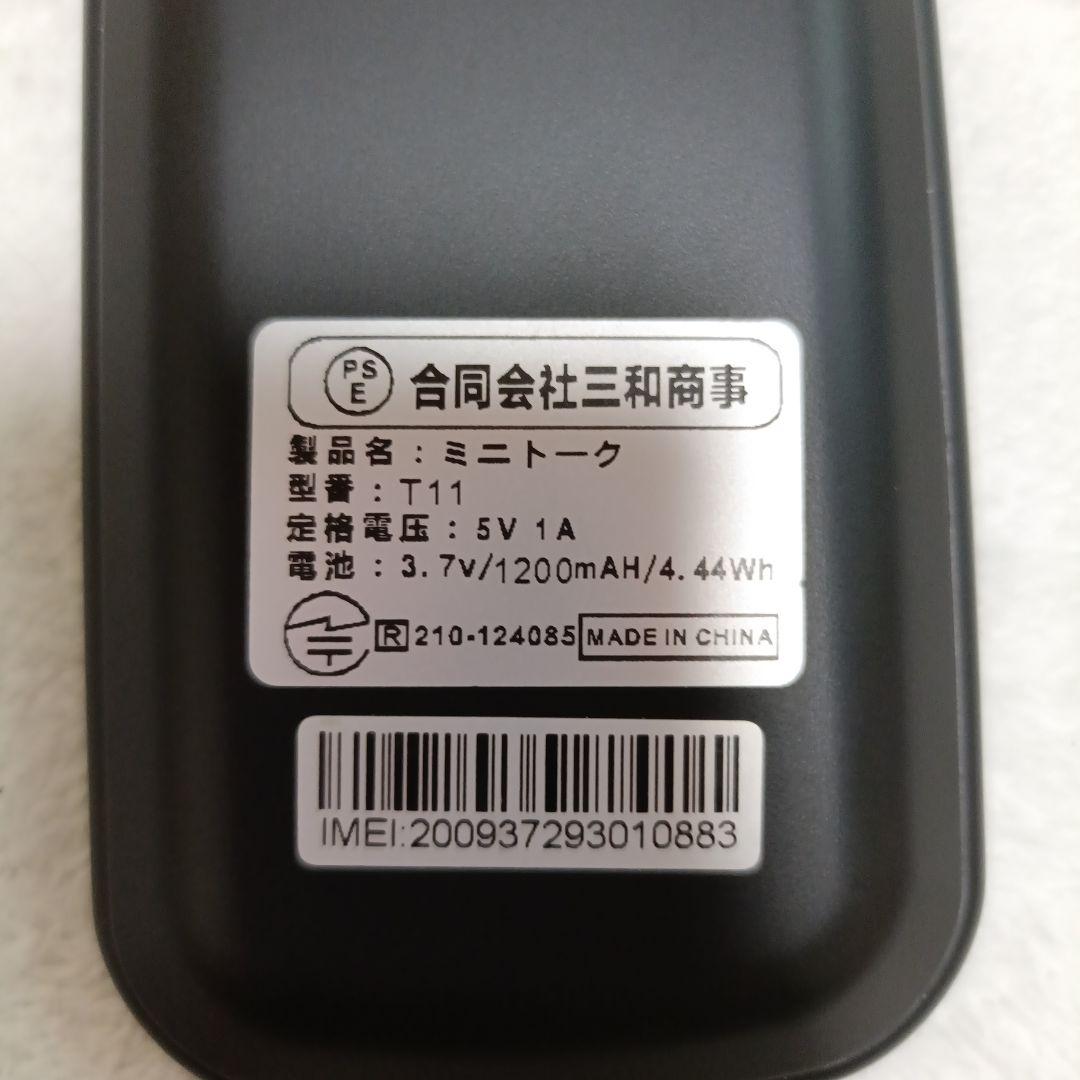 PS
E
合同会社三和商事
製品名：ミニトーク
型番：T11
定格電压：5V 1A
電池：3.7v/1200mAH/4.44Wh
R 210-124085 MADE IN CHINA
IMEI:200937293010883